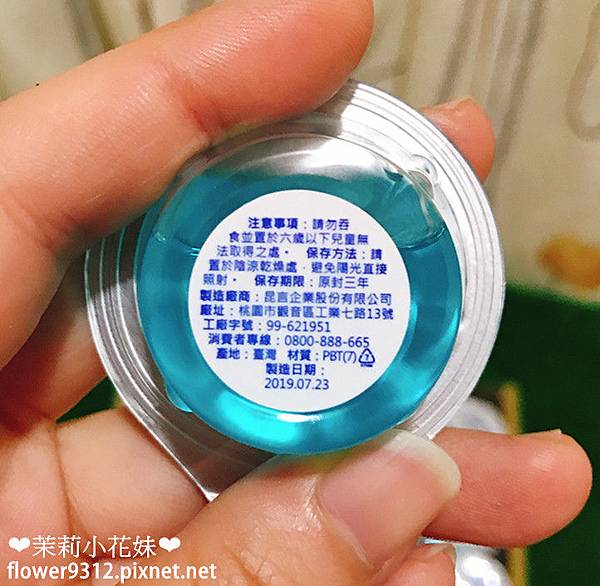 注意事項：請勿吞
食並置於六歲以下兒童無
法取得之處。 保存方法：請
置於陰涼乾燥處，避免陽光直接
照射。 保存期限：原封三年
製造廠商：昆言企業股份有限公司
廠址：桃園市觀音區工業七路13號
工廠字號：99-621951
消費者專線：0800-888-665
產地：臺灣 材質：PBT(7)
製造日期：
2019.07.23
❤茉莉小花妹❤
flower9312.pixnet.net